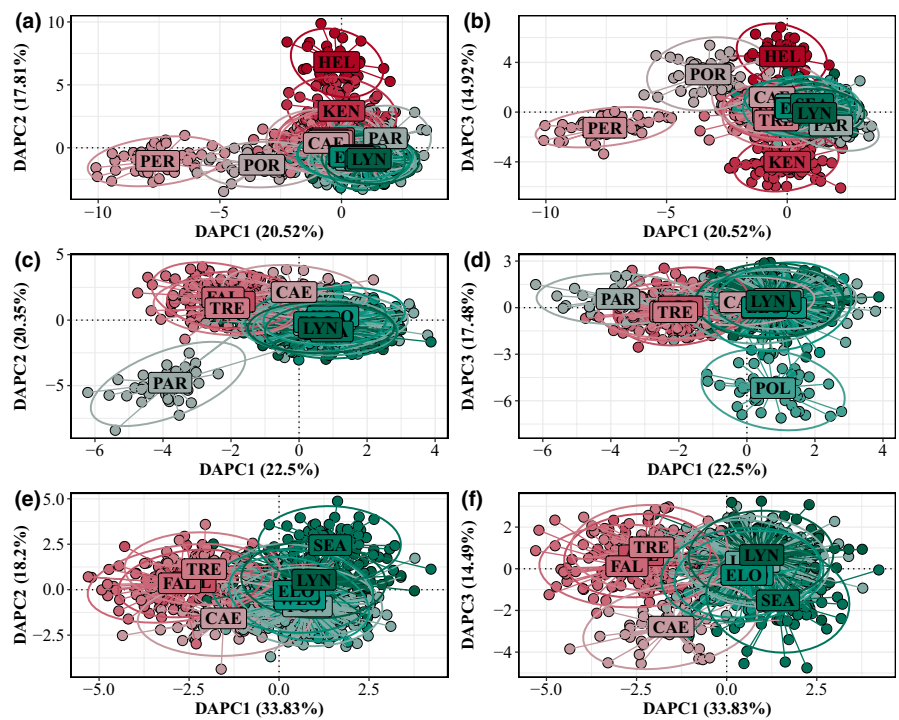 (a)
10
5
0
DAPC2 (17.81%)
HEL
KEN
CAE
PAR
PER
POR
LYN
−10
−5
0
DAPC1 (20.52%)
(b)
4
0
−4
DAPC3 (14.92%)
HEL
POR
PER
LYN
PAR
KEN
−10
−5
0
DAPC1 (20.52%)
(c)
5
0
−5
DAPC2 (20.35%)
CAE
TRE
LYN
PAR
−6
−4
−2
0
2
4
DAPC1 (22.5%)
(d)
3
0
−3
−6
DAPC3 (17.48%)
PAR
TRE
LYN
POL
−6
−4
−2
0
2
4
DAPC1 (22.5%)
(e)
5.0
2.5
0.0
−2.5
DAPC2 (18.2%)
SEA
TRE
FAL
LYN
ELO
CAE
−5.0
−2.5
0.0
2.5
DAPC1 (33.83%)
(f)
2
0
−2
−4
DAPC3 (14.49%)
TRE
FAL
LYN
ELO
SEA
CAE
−5.0
−2.5
0.0
2.5
DAPC1 (33.83%)